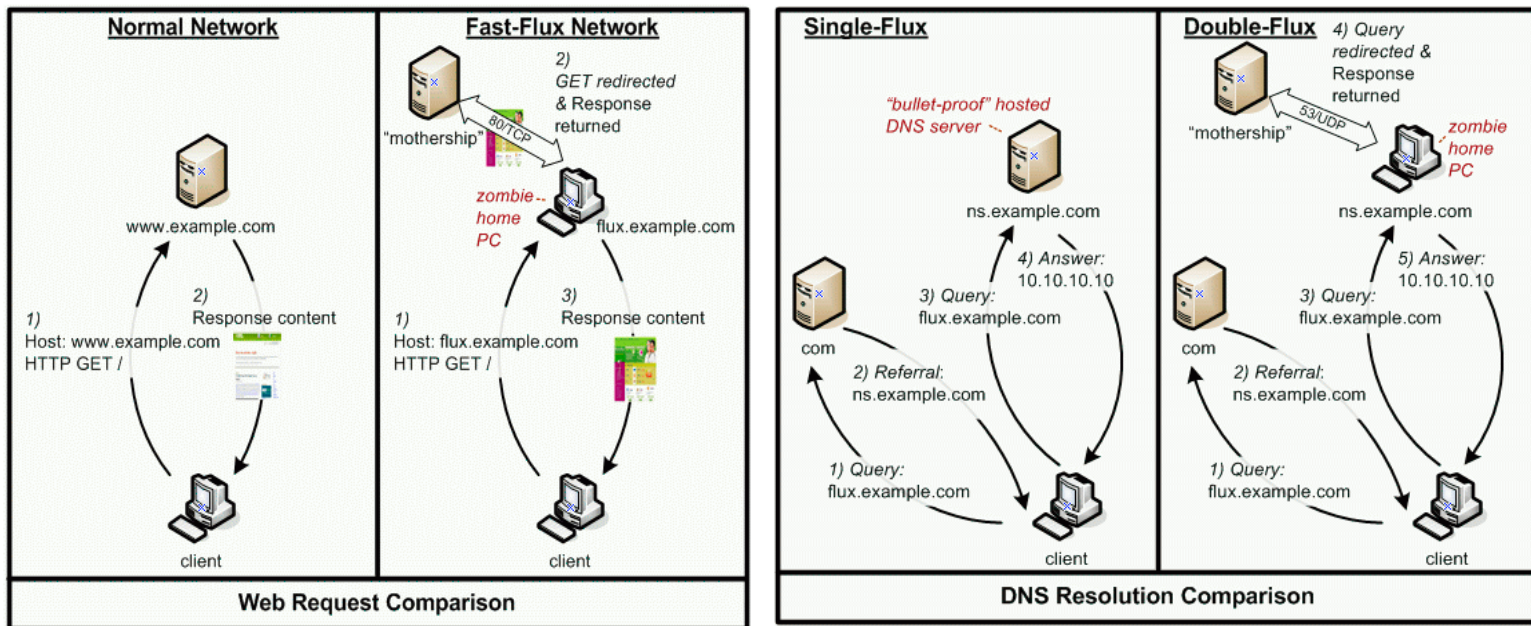 Normal Network
www.example.com
1)
Host: www.example.com
HTTP GET /
2)
Response content
client
Fast-Flux Network
2)
GET redirected
& Response
returned
"mothership"
80/TCP
zombie
home
PC
flux.example.com
1)
Host: flux.example.com
HTTP GET /
3)
Response content
client
Web Request Comparison
Single-Flux
"bullet-proof" hosted
DNS server
ns.example.com
4) Answer:
10.10.10.10
3) Query:
flux.example.com
com
2) Referral:
ns.example.com
1) Query:
flux.example.com
client
Double-Flux
4) Query
redirected &
Response
returned
"mothership"
53/UDP
zombie
home
PC
ns.example.com
5) Answer:
10.10.10.10
3) Query:
flux.example.com
com
2) Referral:
ns.example.com
1) Query:
flux.example.com
client
DNS Resolution Comparison